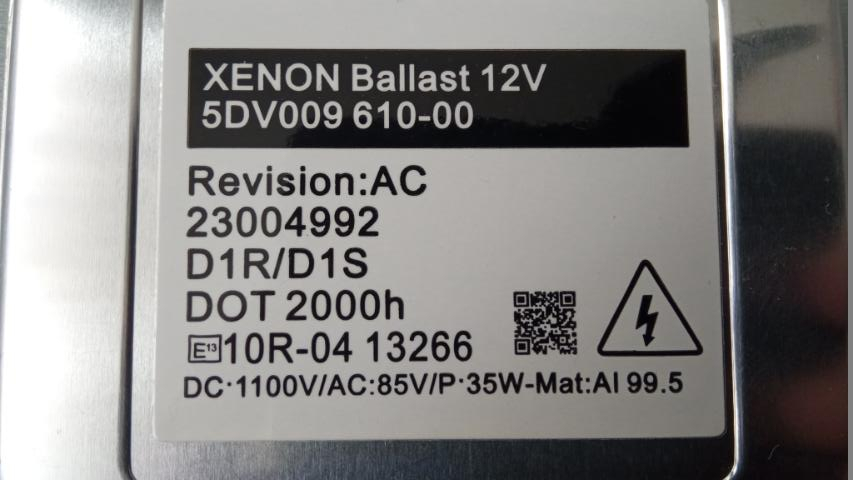 XENON Ballast 12V
5DV009 610-00
Revision:AC
23004992
D1R/D1S
DOT 2000h
E13 10R-04 13266
DC·1100V/AC:85V/P·35W-Mat:Al 99.5